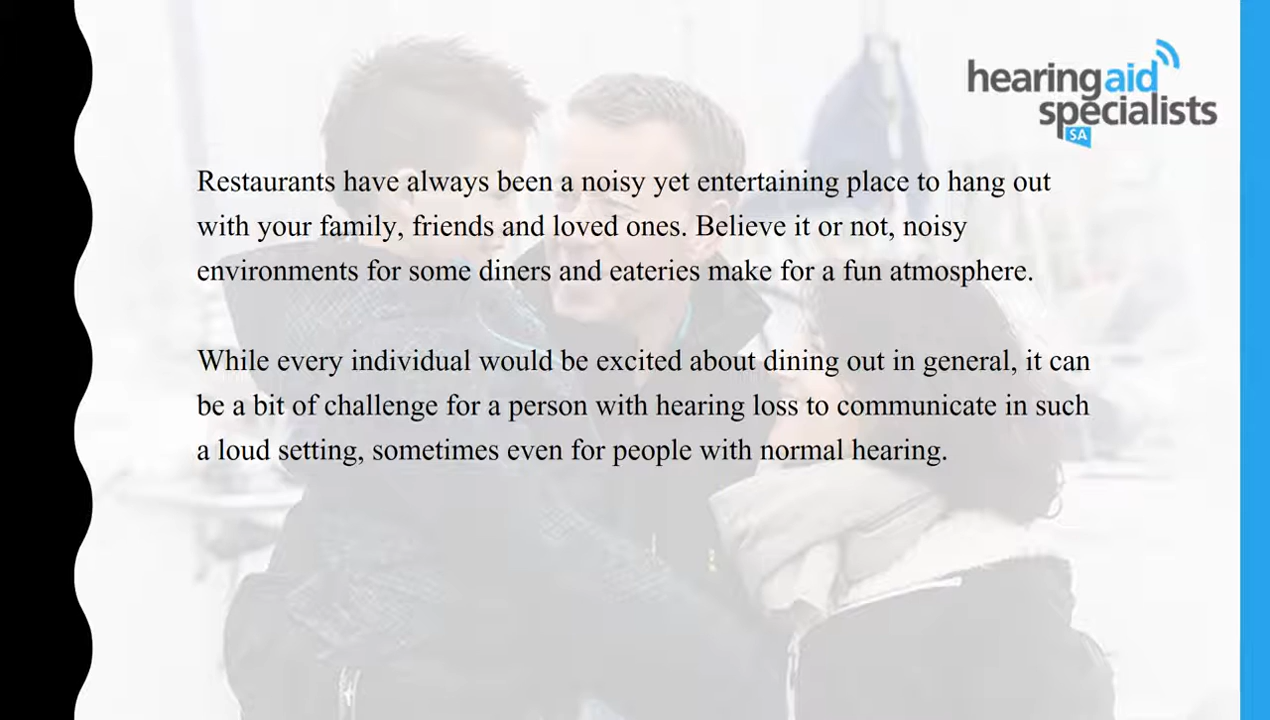 hearing aid
specialists
SA
Restaurants have always been a noisy yet entertaining place to hang out
with your family, friends and loved ones. Believe it or not, noisy
environments for some diners and eateries make for a fun atmosphere.
While every individual would be excited about dining out in general, it can
be a bit of challenge for a person with hearing loss to communicate in such
a loud setting, sometimes even for people with normal hearing.